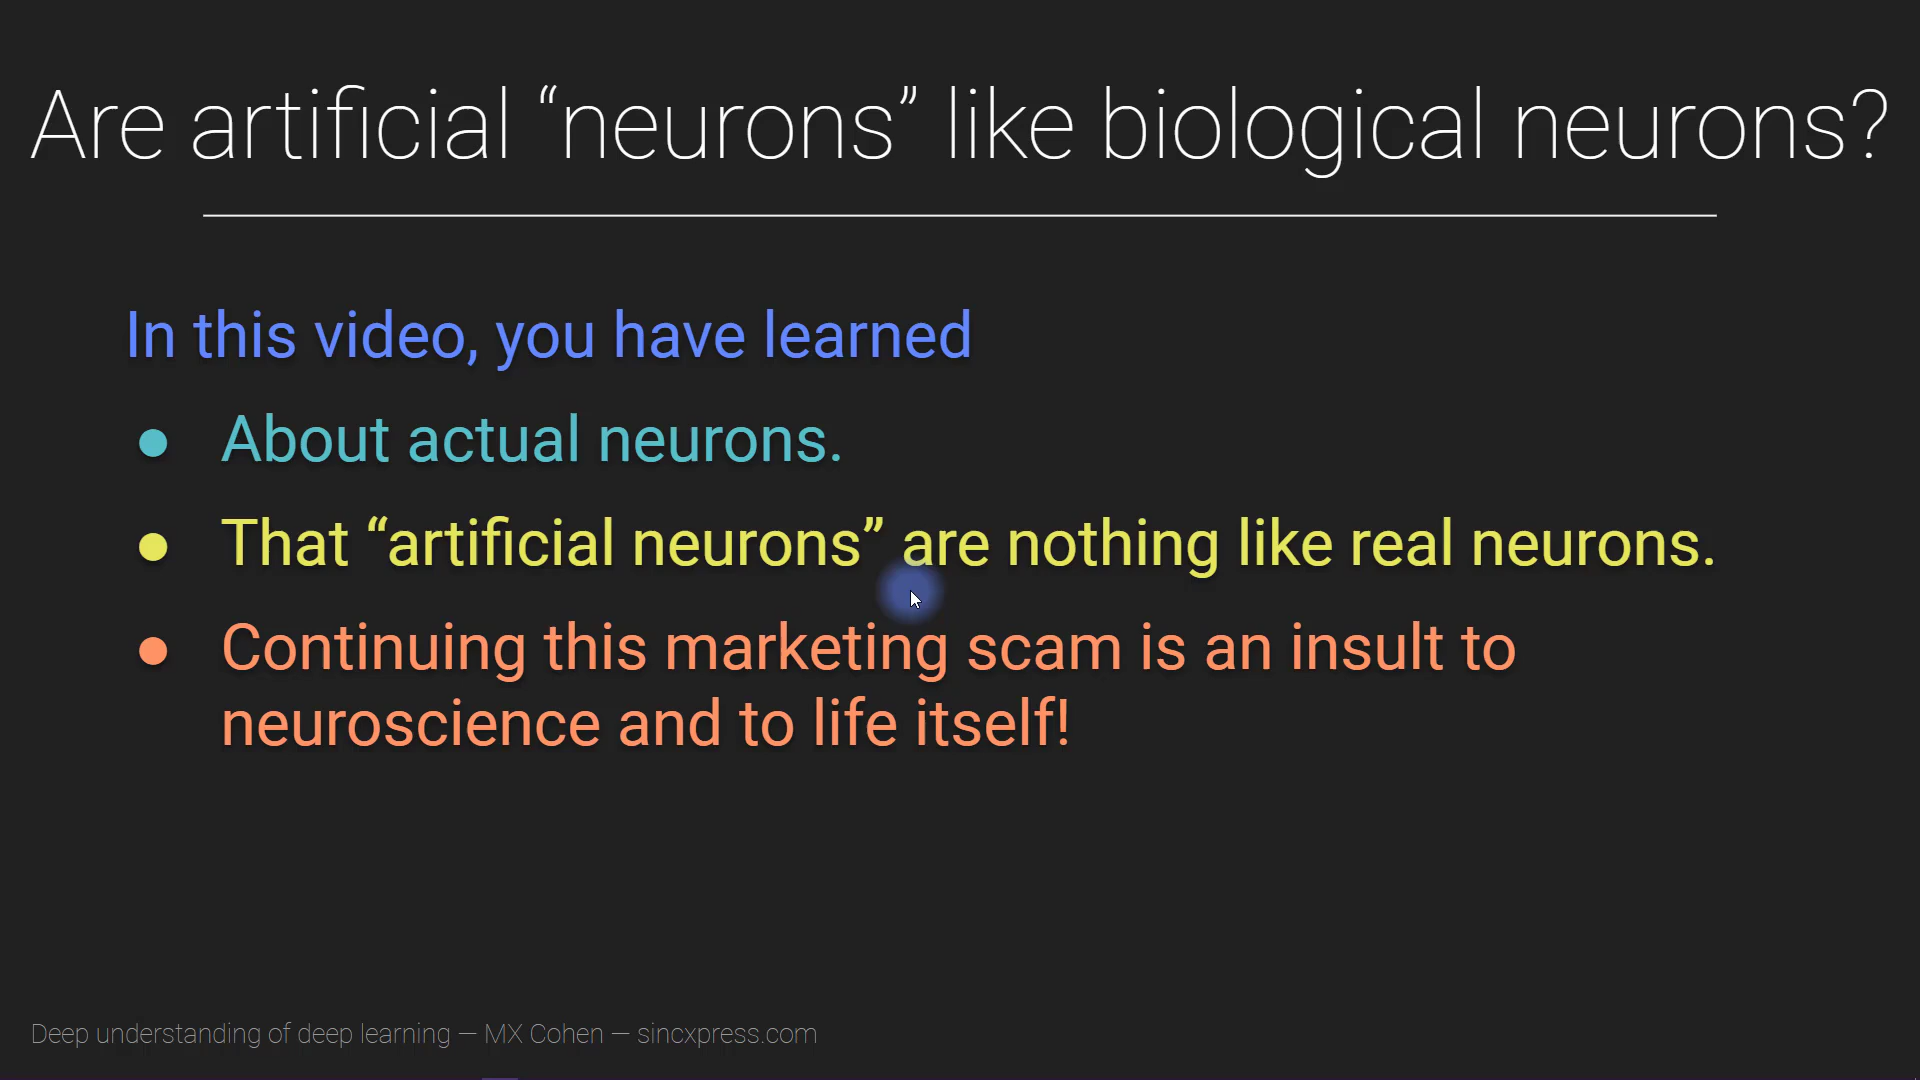 Are artificial “neurons” like biological neurons?
In this video, you have learned
● About actual neurons.
● That “artificial neurons” are nothing like real neurons.
● Continuing this marketing scam is an insult to
neuroscience and to life itself!
Deep understanding of deep learning — MX Cohen — sincxpress.com